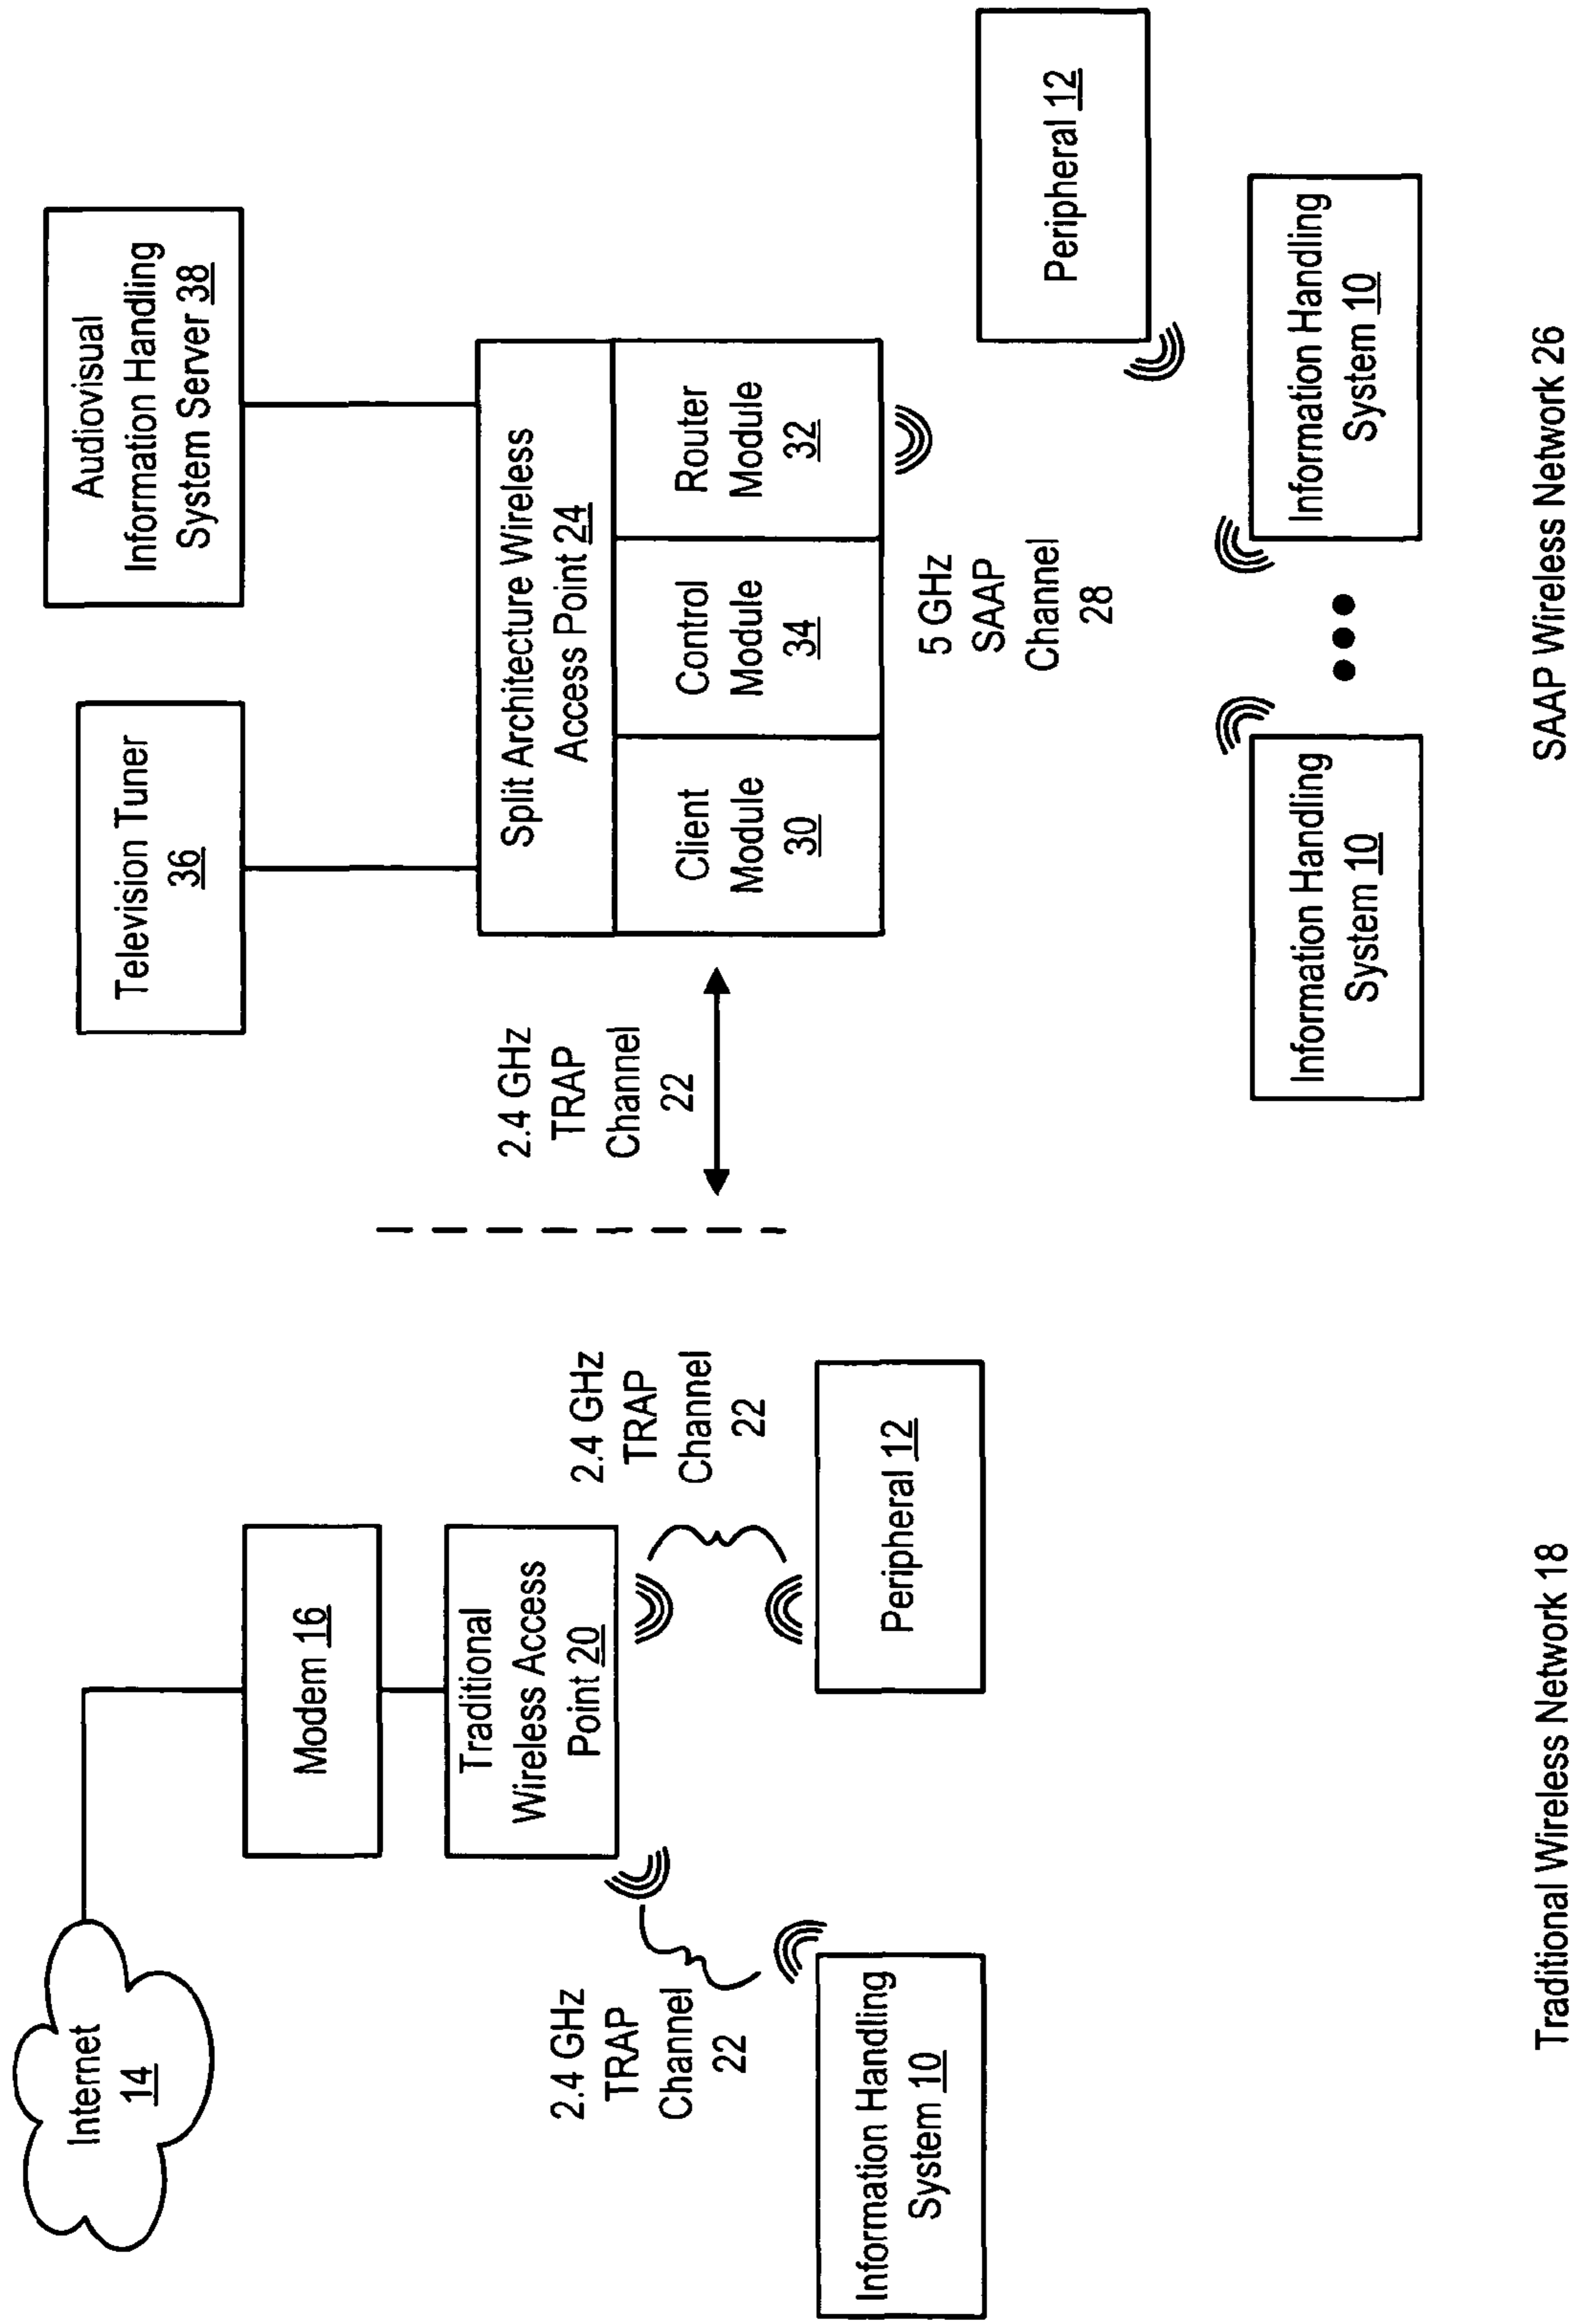 Internet
14
Modem 16
Traditional
Wireless Access
Point 20
2.4 GHz
TRAP
Channel
22
2.4 GHz
TRAP
Channel
22
Information Handling
System 10
Peripheral 12
Traditional Wireless Network 18
Television Tuner
36
Audiovisual
Information Handling
System Server 38
2.4 GHz
TRAP
Channel
22
Split Architecture Wireless
Access Point 24
Client
Module
30
Control
Module
34
Router
Module
32
5 GHz
SAAP
Channel
28
Peripheral 12
Information Handling
System 10
Information Handling
System 10
SAAP Wireless Network 26